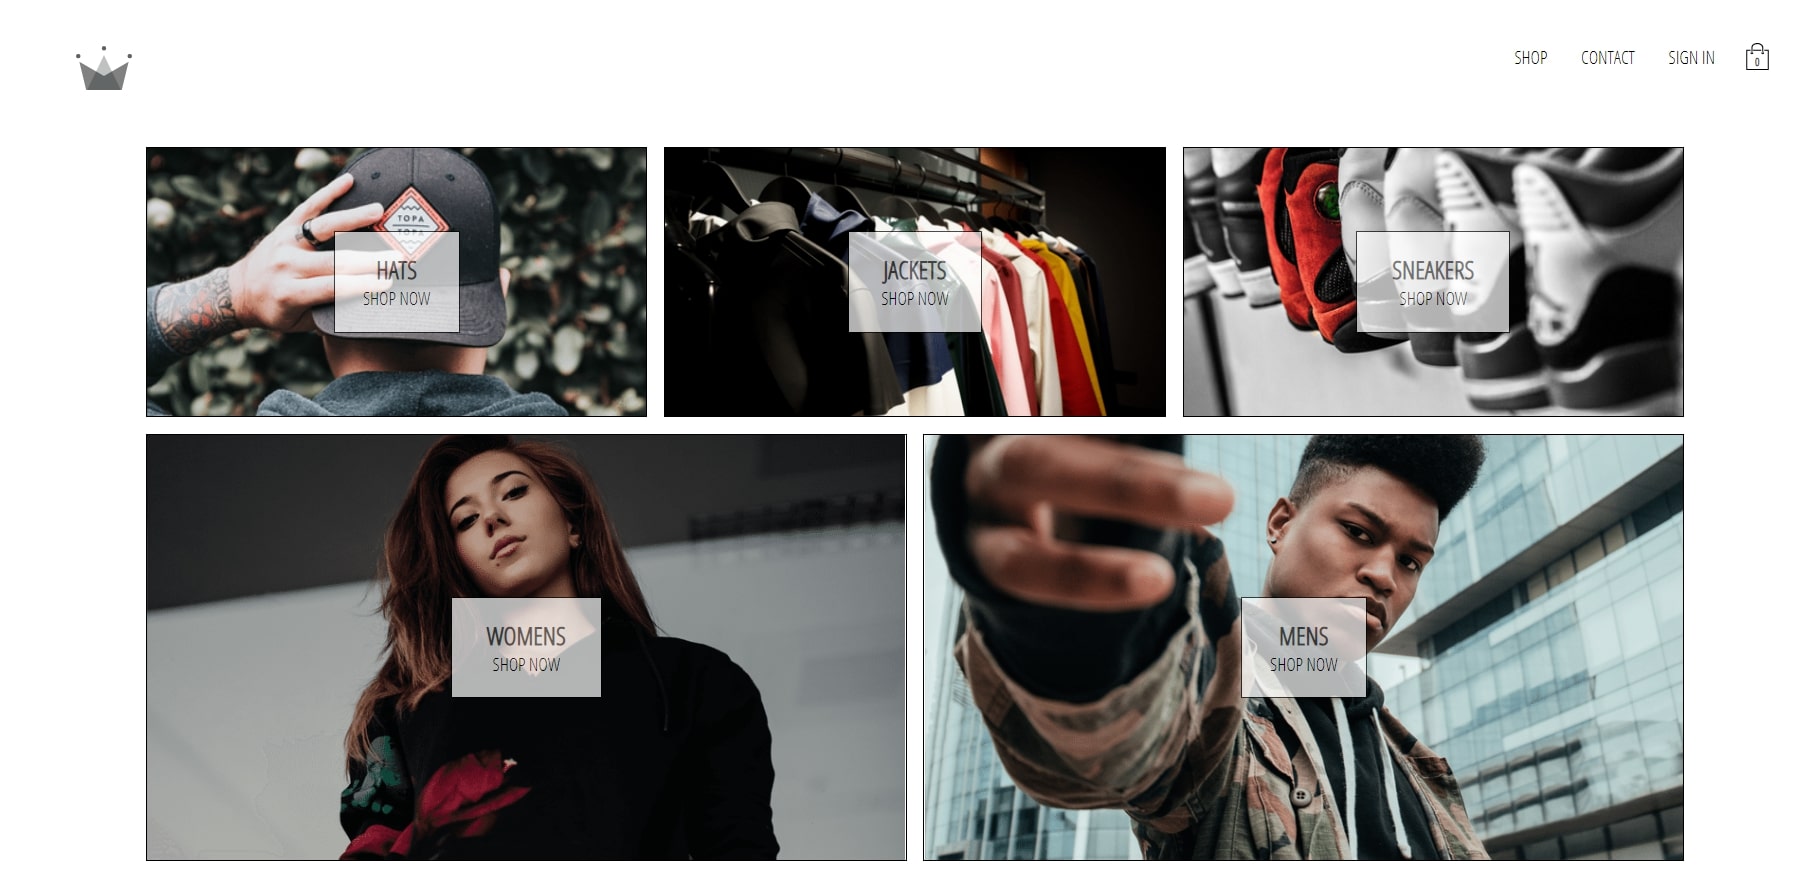 SHOP CONTACT SIGN IN 0
TOPA
TOPA
HATS
SHOP NOW
JACKETS
SHOP NOW
SNEAKERS
SHOP NOW
WOMENS
SHOP NOW
MENS
SHOP NOW